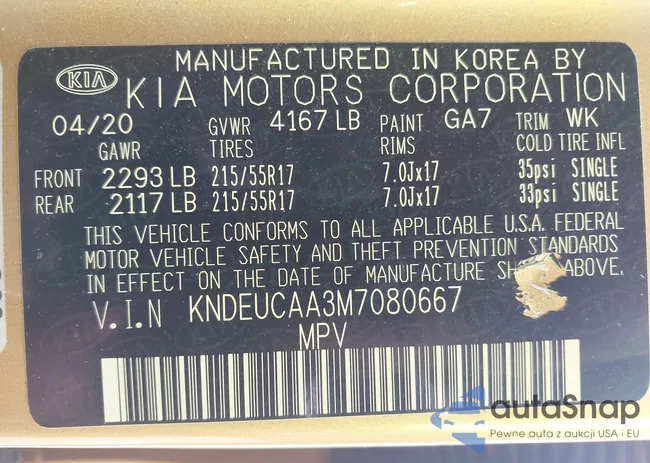 MANUFACTURED IN KOREA BY
KIA KIA MOTORS CORPORATION
04/20 GVWR 4167 LB PAINT GA7 TRIM WK
GAWR TIRES RIMS COLD TIRE INFL
FRONT 2293 LB 215/55R17 7.0Jx17 35psi SINGLE
REAR 2117 LB 215/55R17 7.0Jx17 33psi SINGLE
THIS VEHICLE CONFORMS TO ALL APPLICABLE U.S.A. FEDERAL
MOTOR VEHICLE SAFETY AND THEFT PREVENTION STANDARDS
IN EFFECT ON THE DATE OF MANUFACTURE ABOVE.
V.I.N KNDEUCAA3M7080667
MPV
autaSnap
Pewne auta z aukcji USA i EU